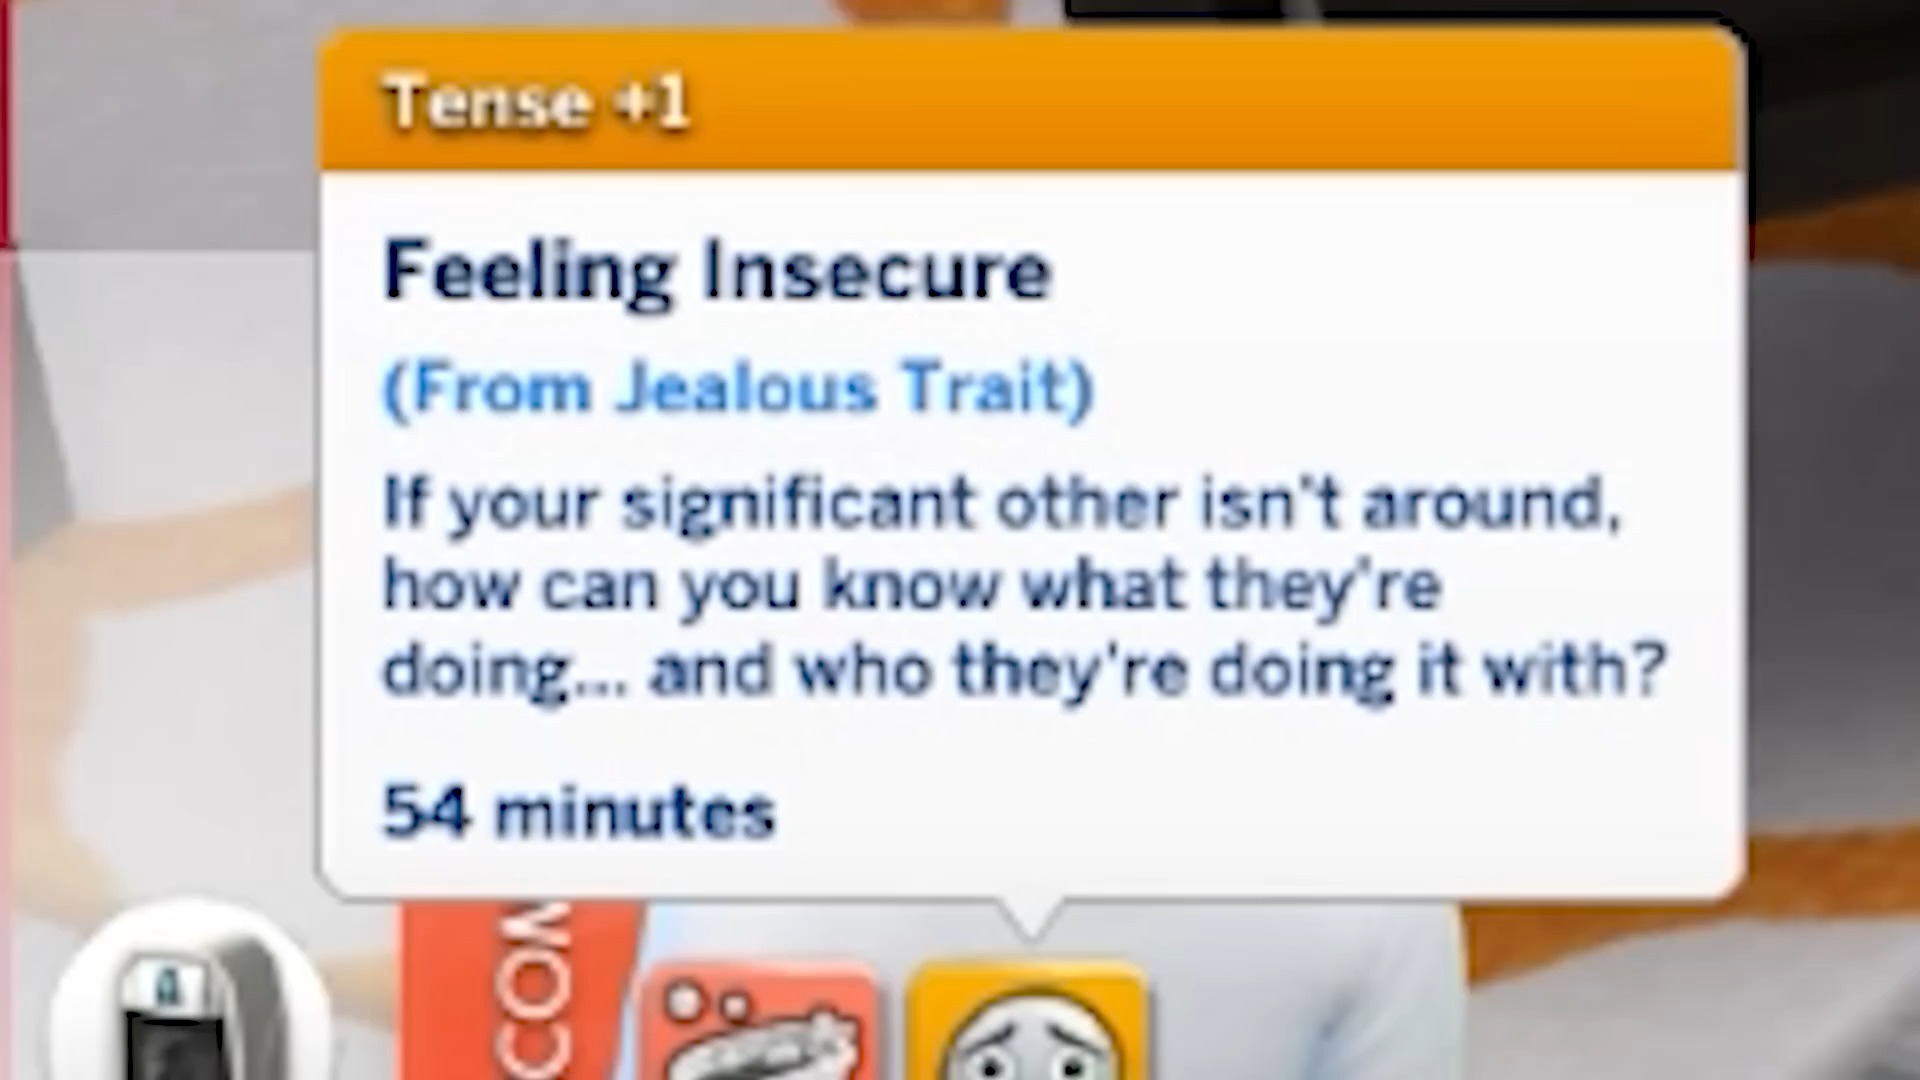 Tense +1
Feeling Insecure
(From Jealous Trait)
If your significant other isn't around,
how can you know what they're
doing... and who they're doing it with?
54 minutes